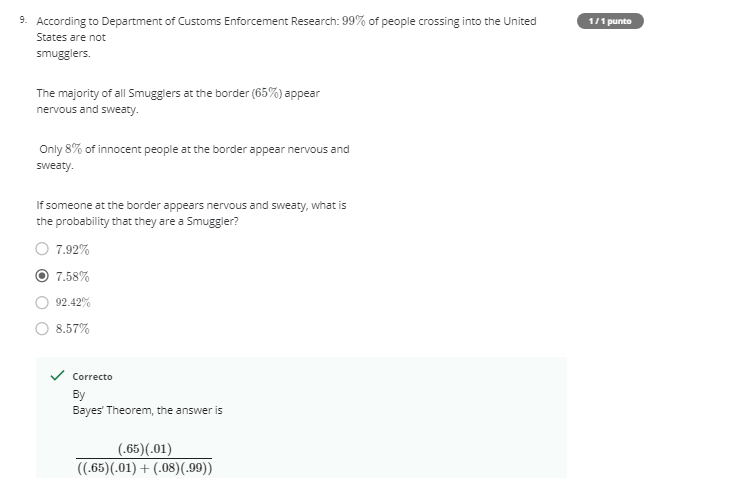 9. According to Department of Customs Enforcement Research: 99% of people crossing into the United
1 / 1 punto
States are not
smugglers.
The majority of all Smugglers at the border (65%) appear
nervous and sweaty.
Only 8% of innocent people at the border appear nervous and
sweaty.
If someone at the border appears nervous and sweaty, what is
the probability that they are a Smuggler?
7.92%
7.58%
92.42%
8.57%
Correcto
By
Bayes' Theorem, the answer is
(.65)(.01)
((.65)(.01) + (.08)(.99))